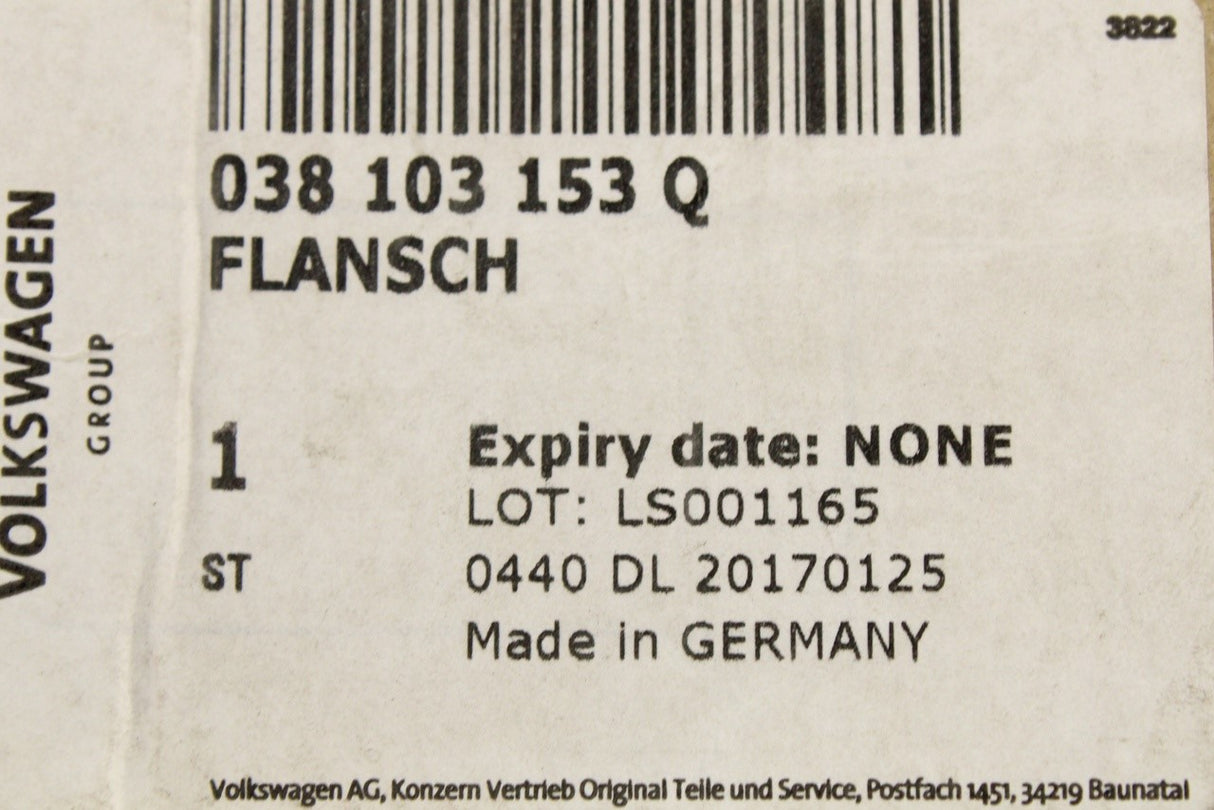 3822
038 103 153 Q
FLANSCH
VOLKSWAGEN
GROUP
1
Expiry date: NONE
LOT: LS001165
ST
0440 DL 20170125
Made in GERMANY
Volkswagen AG, Konzern Vertrieb Original Teile und Service, Postfach 1451, 34219 Baunatal